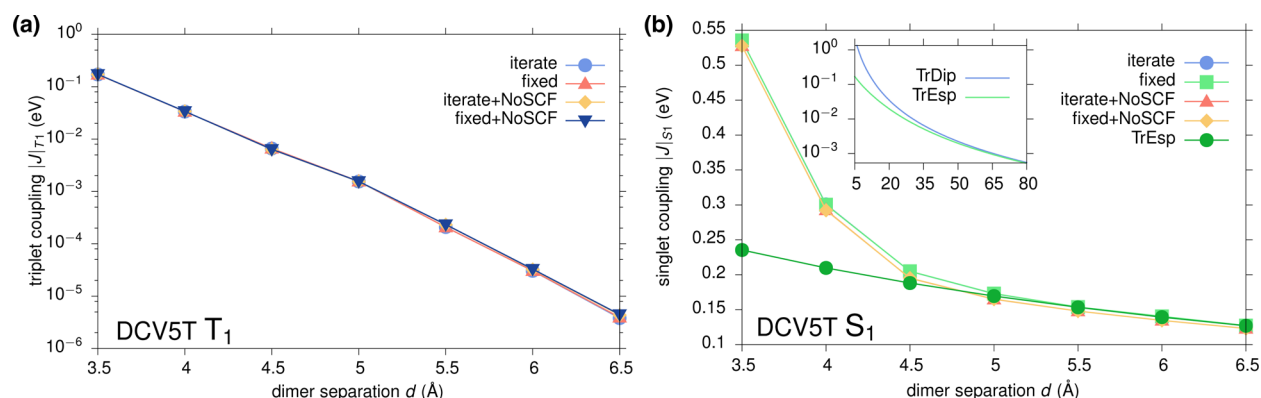 (a)
triplet coupling |J|T1 (eV)
10^0
10^-1
10^-2
10^-3
10^-4
10^-5
10^-6
iterate
fixed
iterate+NoSCF
fixed+NoSCF
DCV5T T1
3.5 4 4.5 5 5.5 6 6.5
dimer separation d (Å)
(b)
singlet coupling |J|S1 (eV)
0.55
0.5
0.45
0.4
0.35
0.3
0.25
0.2
0.15
0.1
10^0
10^-1
10^-2
10^-3
TrDip
TrEsp
5 20 35 50 65 80
iterate
fixed
iterate+NoSCF
fixed+NoSCF
TrEsp
DCV5T S1
3.5 4 4.5 5 5.5 6 6.5
dimer separation d (Å)